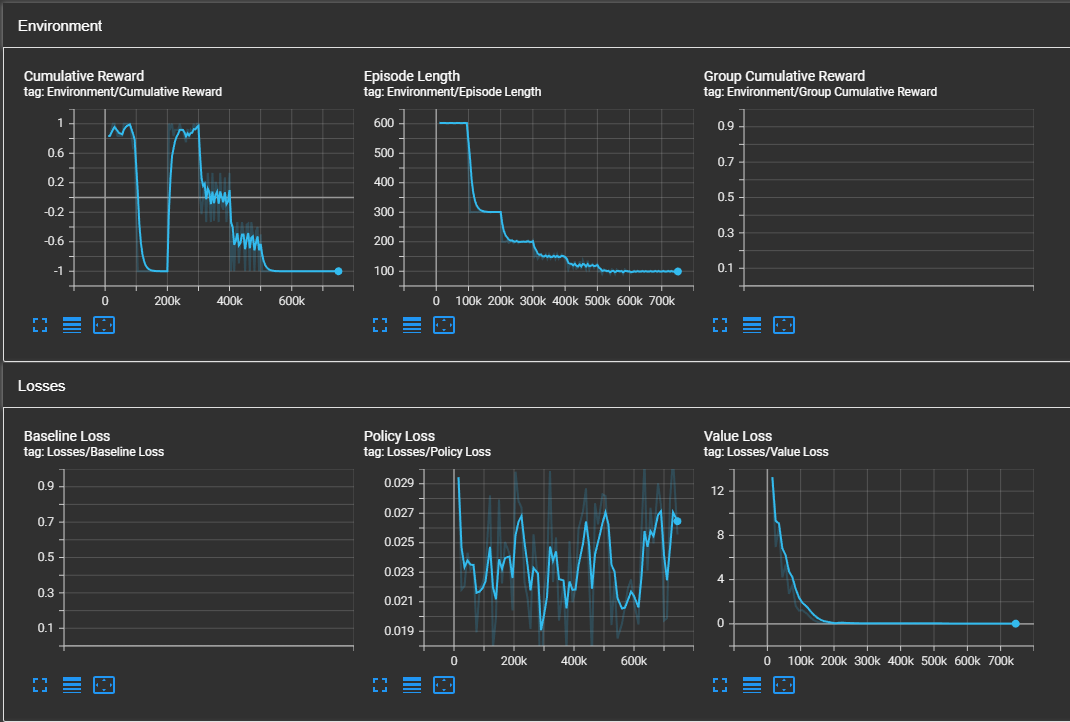 Environment
Cumulative Reward
tag: Environment/Cumulative Reward
1
0.6
0.2
-0.2
-0.6
-1
0 200k 400k 600k
Episode Length
tag: Environment/Episode Length
600
500
400
300
200
100
0 100k 200k 300k 400k 500k 600k 700k
Group Cumulative Reward
tag: Environment/Group Cumulative Reward
0.9
0.7
0.5
0.3
0.1
Losses
Baseline Loss
tag: Losses/Baseline Loss
0.9
0.7
0.5
0.3
0.1
Policy Loss
tag: Losses/Policy Loss
0.029
0.027
0.025
0.023
0.021
0.019
0 200k 400k 600k
Value Loss
tag: Losses/Value Loss
12
8
4
0
0 100k 200k 300k 400k 500k 600k 700k